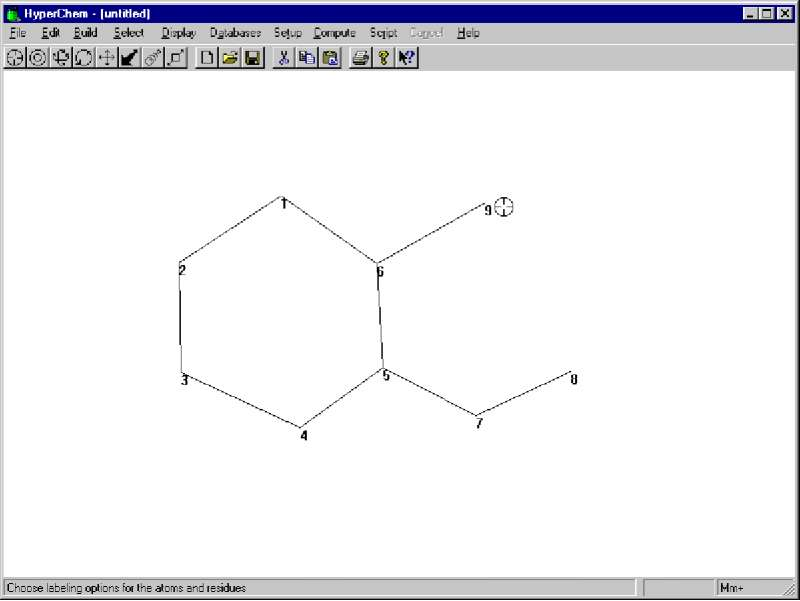 HyperChem - [untitled]
File Edit Build Select Display Databases Setup Compute Script Cancel Help
1
9
2
6
3
5
8
7
4
Choose labeling options for the atoms and residues
Mm+